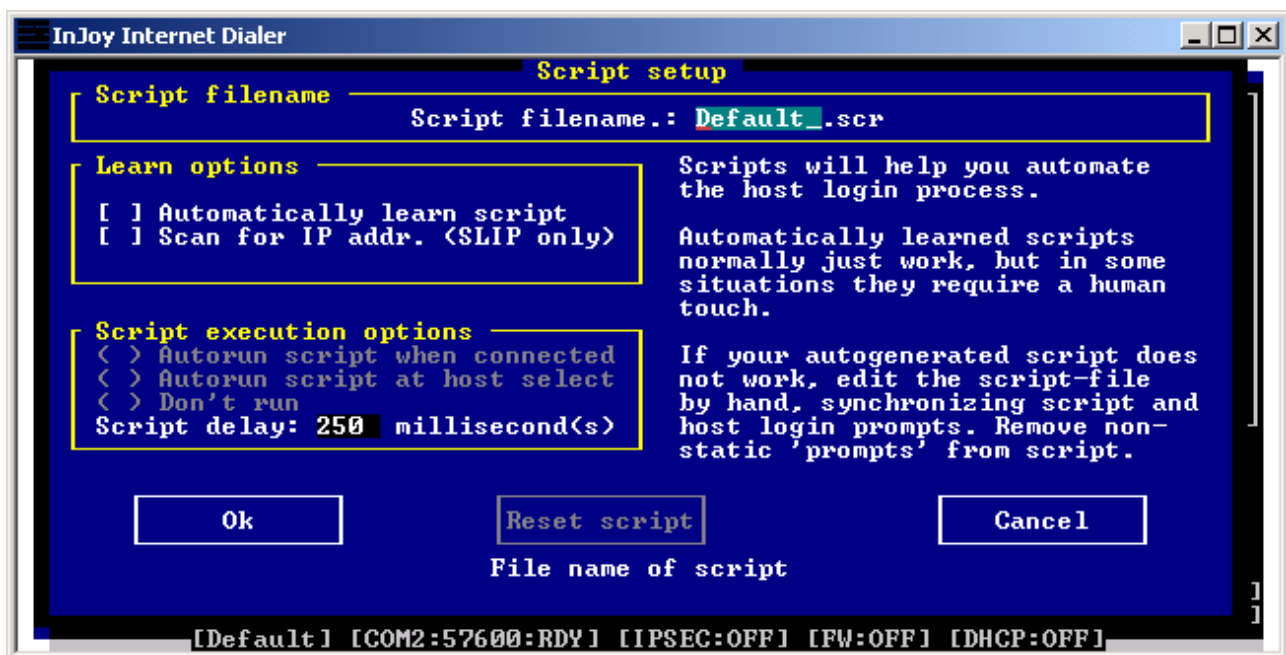 InJoy Internet Dialer
Script setup
Script filename
Script filename.: Default_.scr
Learn options
[ ] Automatically learn script
[ ] Scan for IP addr. (SLIP only)
Script execution options
( ) Autorun script when connected
( ) Autorun script at host select
( ) Don't run
Script delay: 250 millisecond(s)
Scripts will help you automate
the host login process.
Automatically learned scripts
normally just work, but in some
situations they require a human
touch.
If your autogenerated script does
not work, edit the script-file
by hand, synchronizing script and
host login prompts. Remove non-
static 'prompts' from script.
Ok
Reset script
Cancel
File name of script
[Default] [COM2:57600:RDY] [IPSEC:OFF] [FW:OFF] [DHCP:OFF]